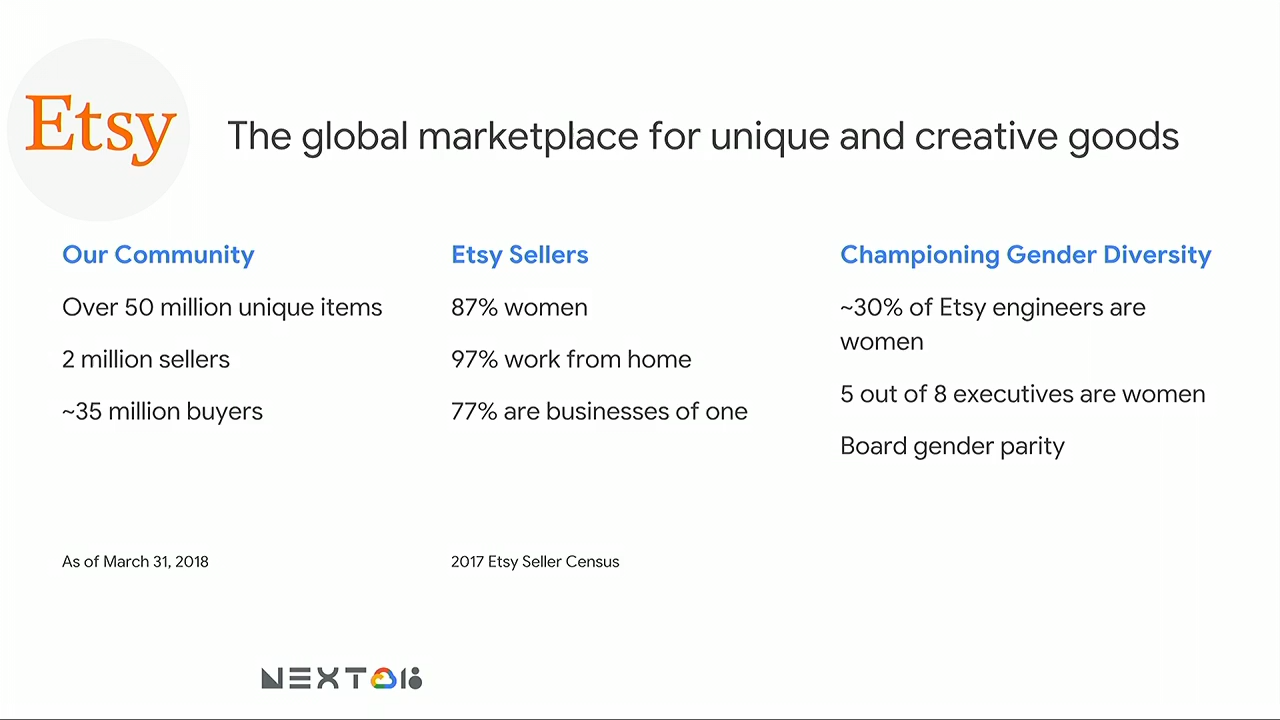 Etsy
The global marketplace for unique and creative goods
Our Community
Over 50 million unique items
2 million sellers
~35 million buyers
As of March 31, 2018
Etsy Sellers
87% women
97% work from home
77% are businesses of one
2017 Etsy Seller Census
Championing Gender Diversity
~30% of Etsy engineers are
women
5 out of 8 executives are women
Board gender parity
NEXT 18